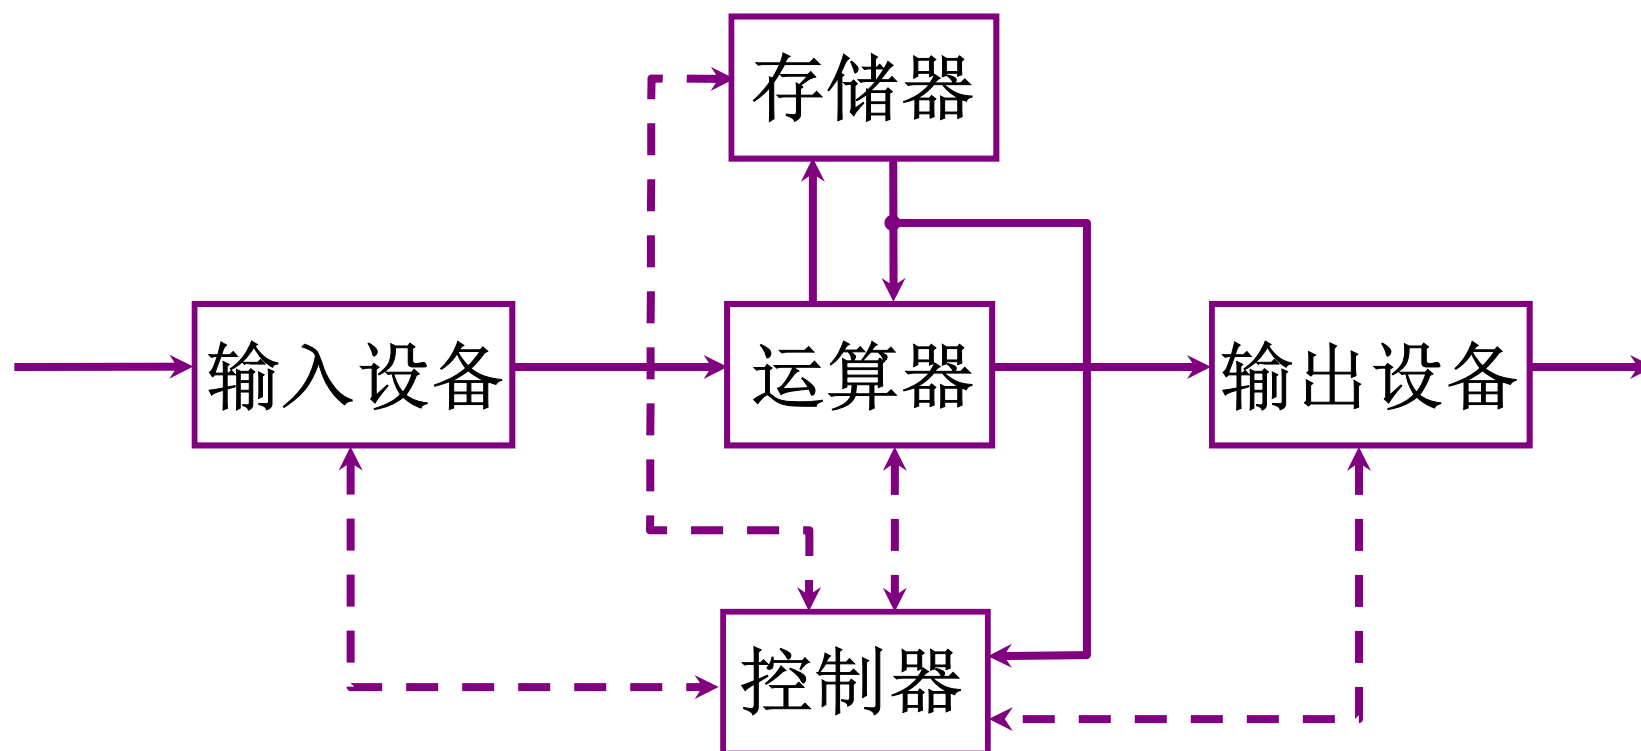 存储器
输入设备
运算器
输出设备
控制器